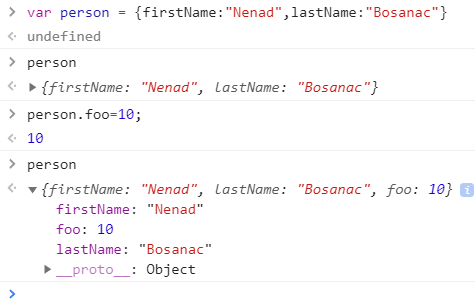 var person = {firstName:"Nenad",lastName:"Bosanac"}
undefined
person
{firstName: "Nenad", lastName: "Bosanac"}
person.foo=10;
10
person
{firstName: "Nenad", lastName: "Bosanac", foo: 10} i
firstName: "Nenad"
foo: 10
lastName: "Bosanac"
__proto__: Object